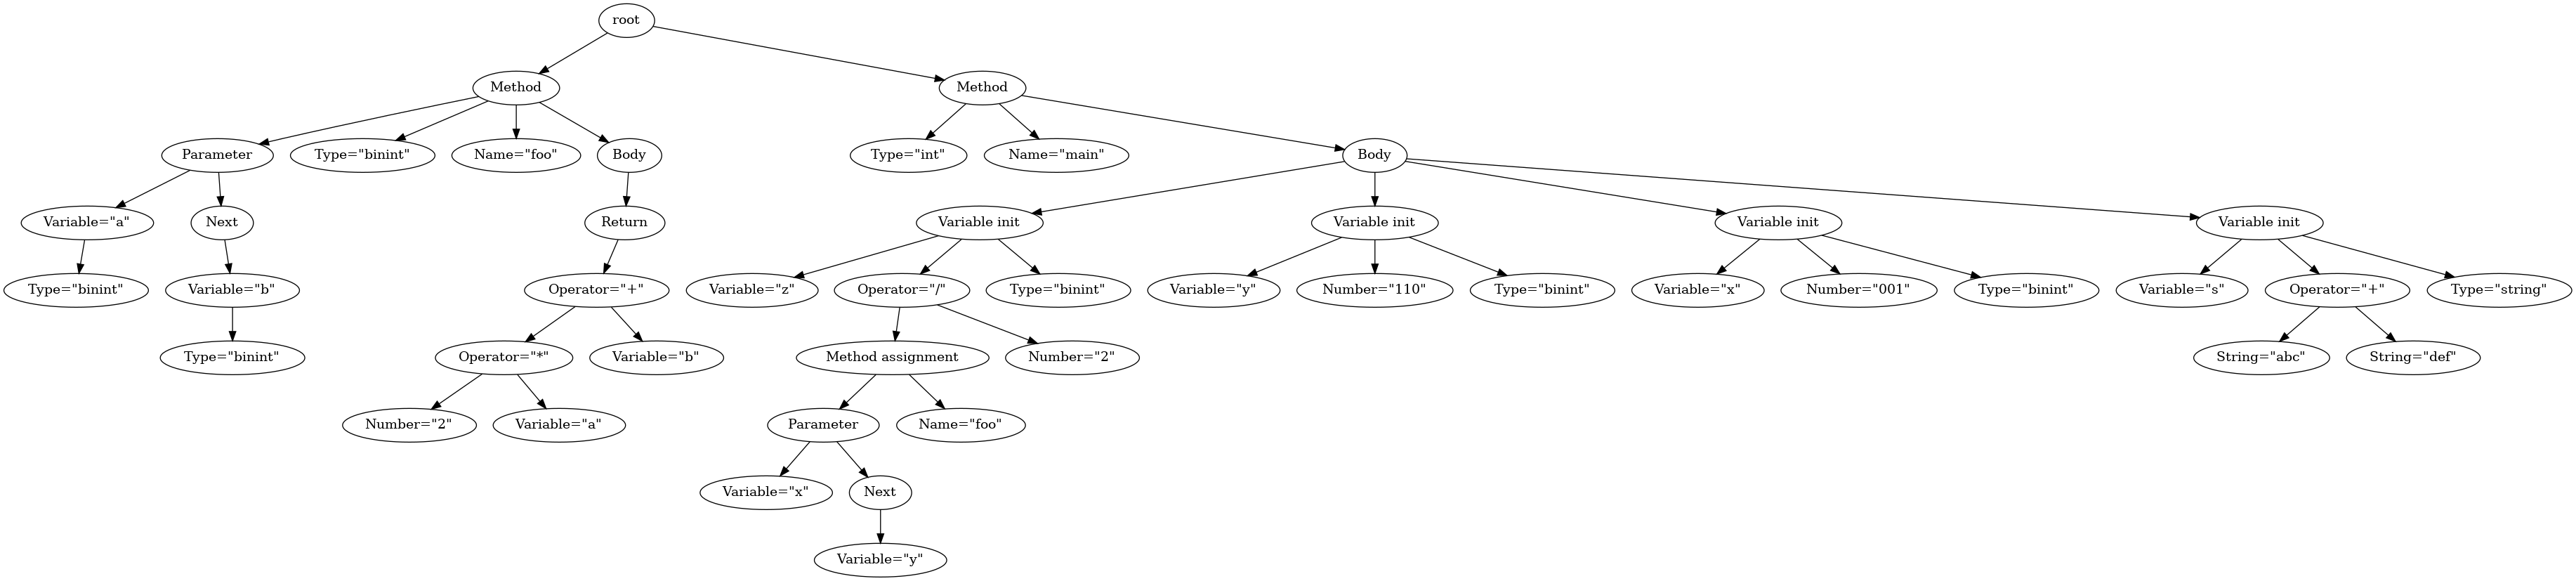 root
Method
Method
Parameter
Type="binint"
Name="foo"
Body
Type="int"
Name="main"
Body
Variable="a"
Next
Return
Variable init
Variable init
Variable init
Variable init
Type="binint"
Variable="b"
Operator="+"
Variable="z"
Operator="/"
Type="binint"
Variable="y"
Number="110"
Type="binint"
Variable="x"
Number="001"
Type="binint"
Variable="s"
Operator="+"
Type="string"
Type="binint"
Operator="*"
Variable="b"
Method assignment
Number="2"
String="abc"
String="def"
Number="2"
Variable="a"
Parameter
Name="foo"
Variable="x"
Next
Variable="y"